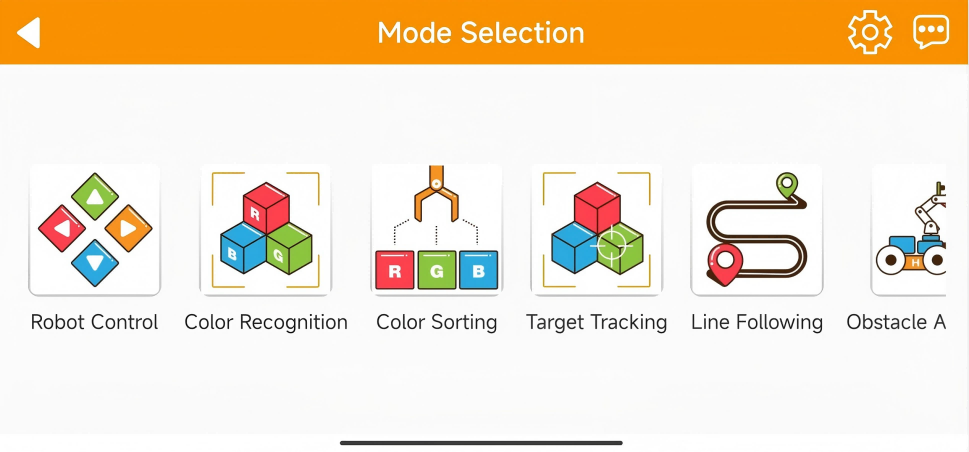 Mode Selection
R
B
G
R G B
H
Robot Control
Color Recognition
Color Sorting
Target Tracking
Line Following
Obstacle A